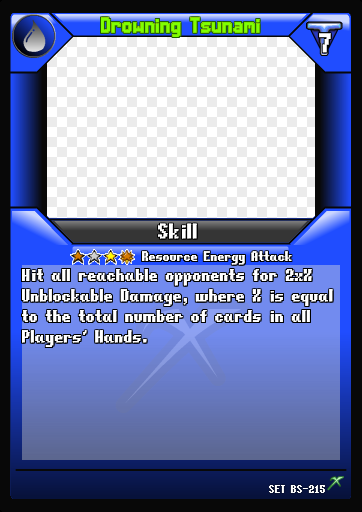 Drowning Tsunami
7
Skill
Resource Energy Attack
Hit all reachable opponents for 2xX
Unblockable Damage, where X is equal
to the total number of cards in all
Players' Hands.
SET BS-215